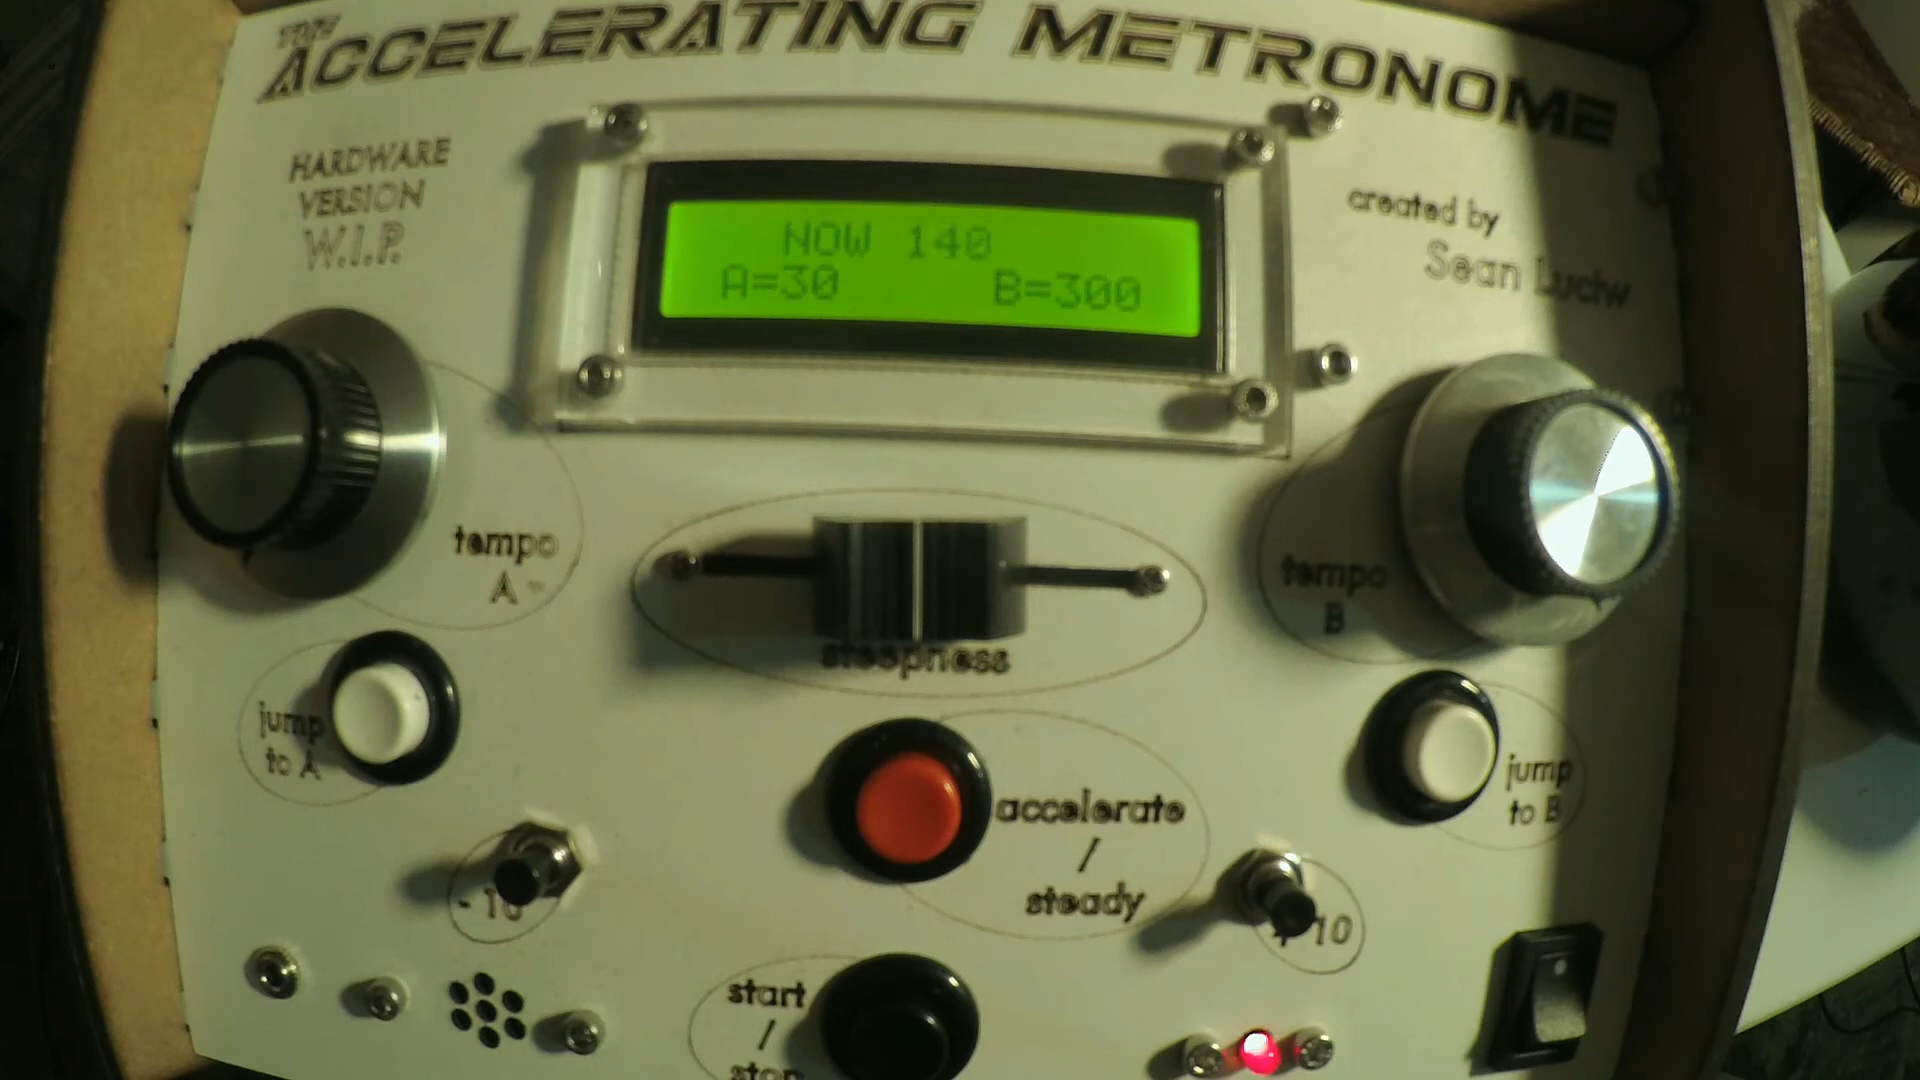 THE
ACCELERATING METRONOME
HARDWARE
VERSION
W.I.P.
created by
Sean Luciw
NOW 140
A=30 B=300
tempo
A
tempo
B
steepness
jump
to A
jump
to B
accelerate
/
steady
- 10
+ 10
start
/
stop